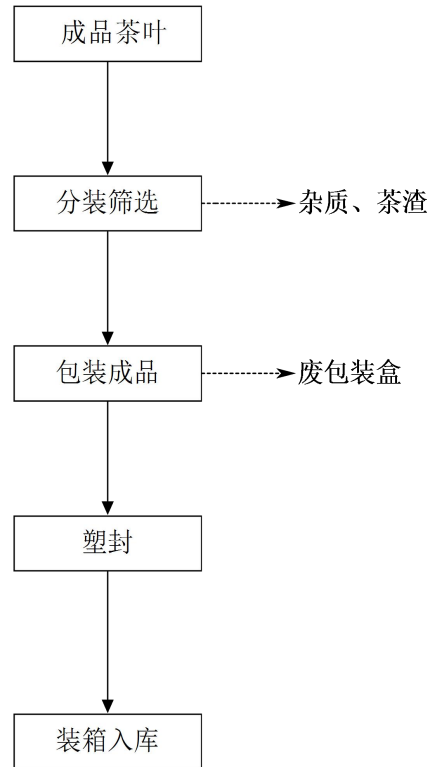 成品茶叶
分装筛选
杂质、茶渣
包装成品
废包装盒
塑封
装箱入库